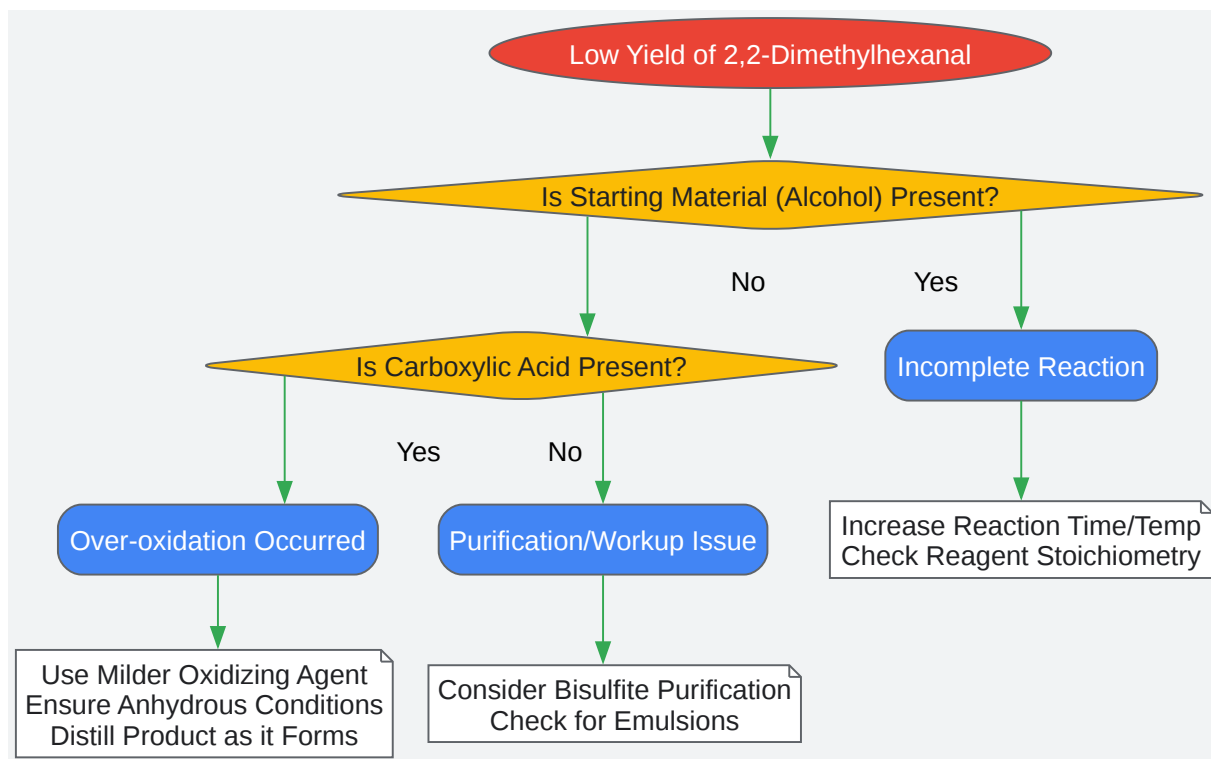 Low Yield of 2,2-Dimethylhexanal
Is Starting Material (Alcohol) Present?
No
Yes
Is Carboxylic Acid Present?
Incomplete Reaction
Yes
No
Over-oxidation Occurred
Purification/Workup Issue
Increase Reaction Time/Temp
Check Reagent Stoichiometry
Use Milder Oxidizing Agent
Ensure Anhydrous Conditions
Distill Product as it Forms
Consider Bisulfite Purification
Check for Emulsions